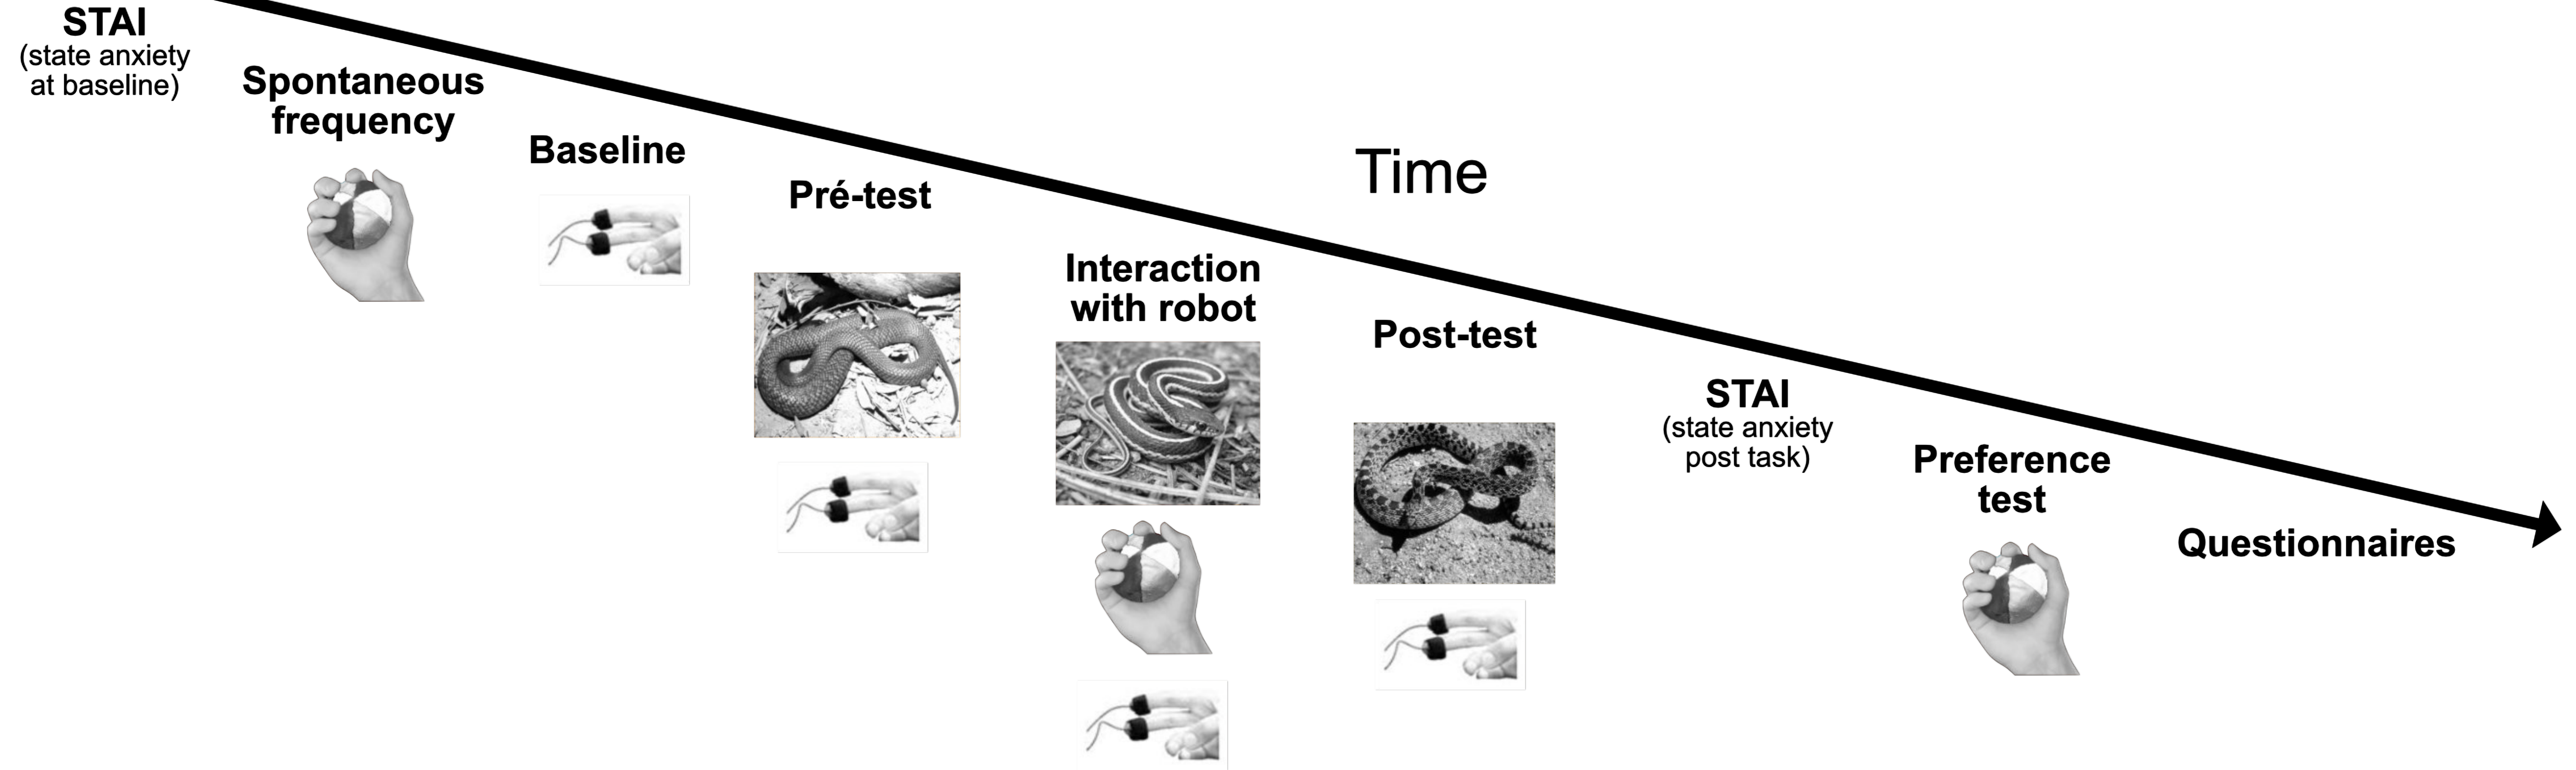 STAI
(state anxiety
at baseline)
Spontaneous
frequency
Baseline
Pré-test
Time
Interaction
with robot
Post-test
STAI
(state anxiety
post task)
Preference
test
Questionnaires